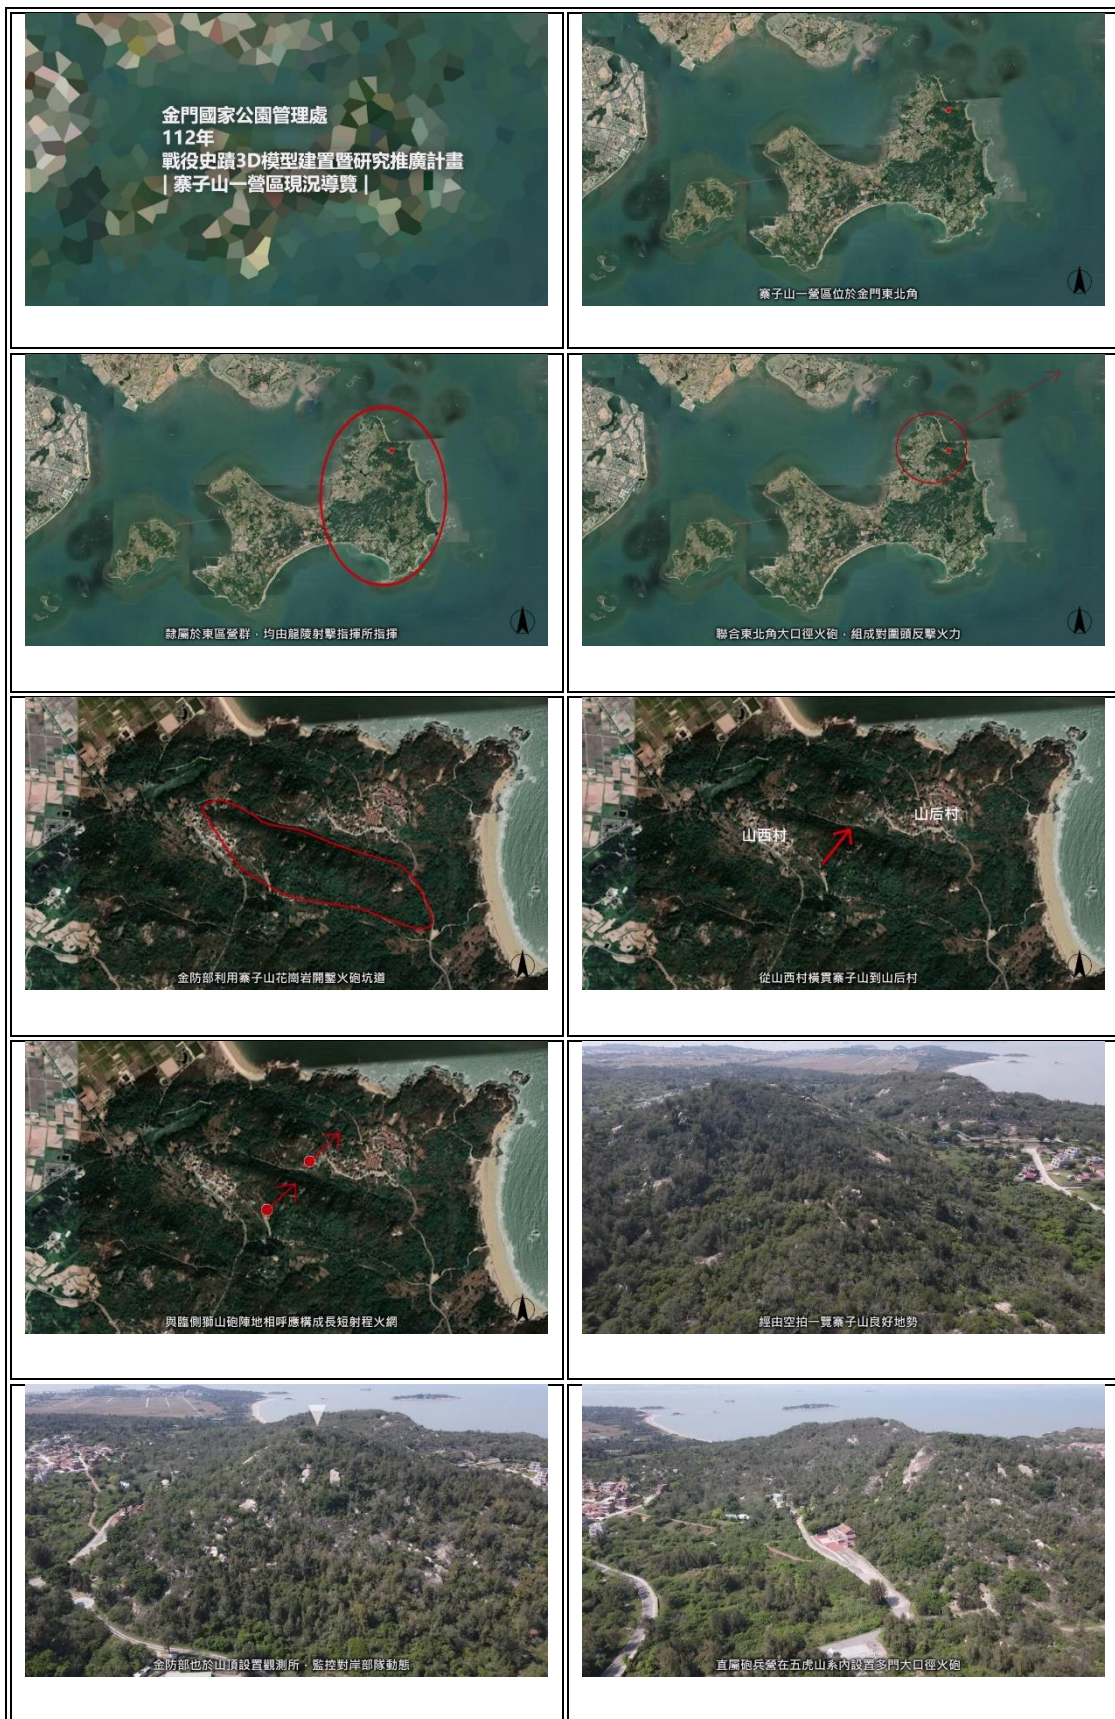 金門國家公園管理處
112年
戰役史蹟3D模型建置暨研究推廣計畫
| 寨子山一營區現況導覽 |
寨子山一營區位於金門東北角
隸屬於東區營群，均由龍陵射擊指揮所指揮
聯合東北角大口徑火砲，組成對圍頭反擊火力
金防部利用寨子山花崗岩開鑿火砲坑道
山西村
山后村
從山西村橫貫寨子山到山后村
與臨側獅山砲陣地相呼應構成長短射程火網
經由空拍一覽寨子山良好地勢
金防部也於山頂設置觀測所，監控對岸部隊動態
直屬砲兵營在五虎山系內設置多門大口徑火砲